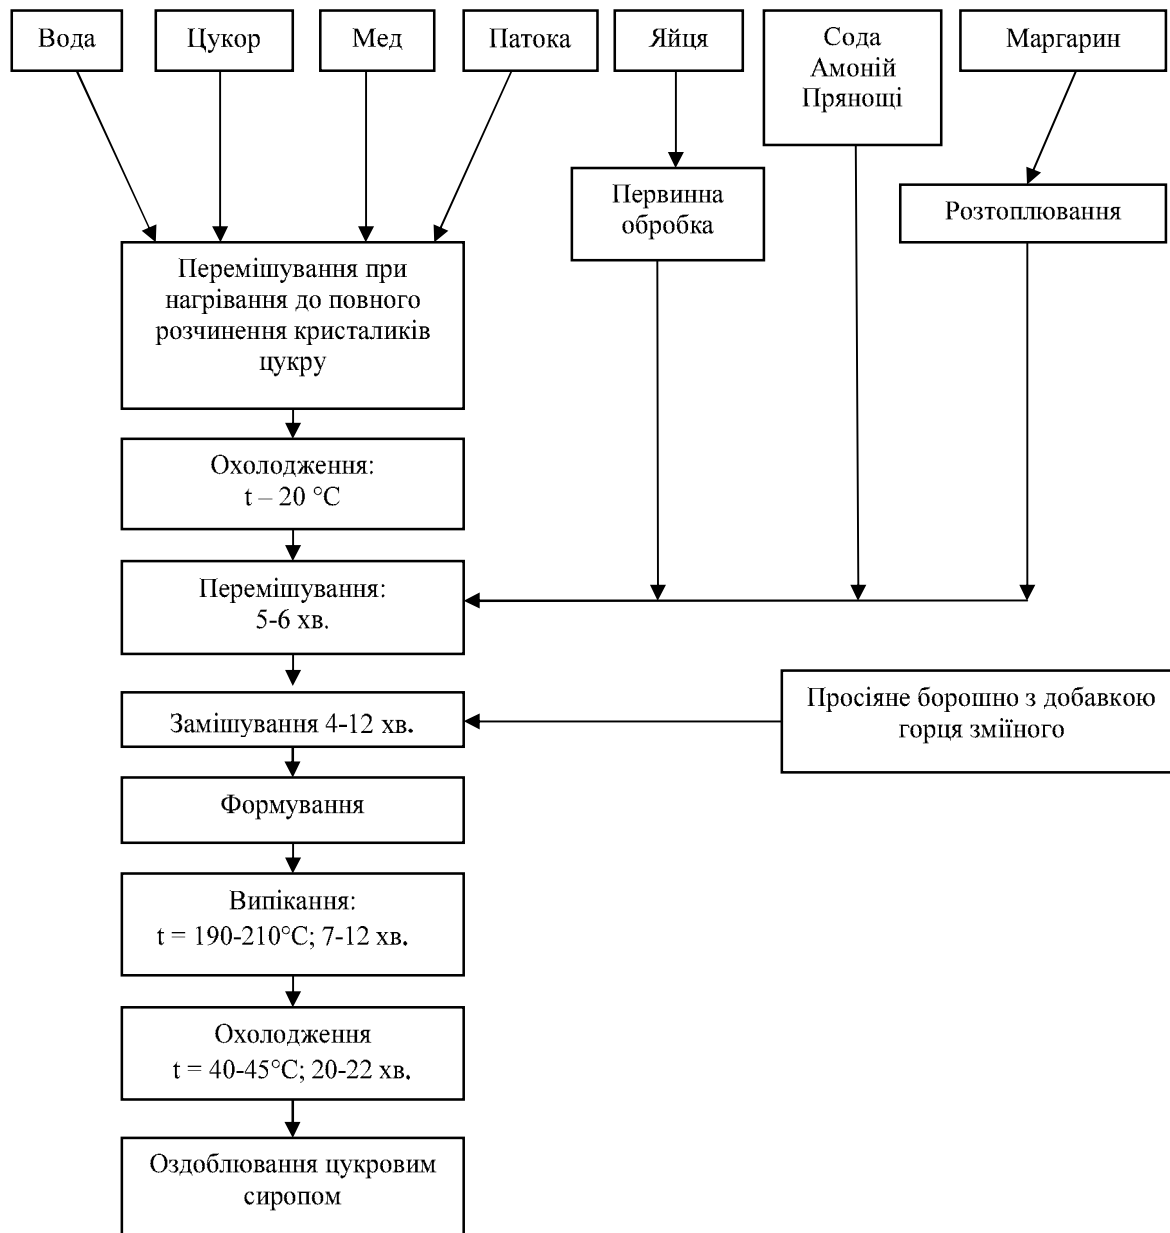 Вода
Цукор
Мед
Патока
Яйця
Сода
Амоній
Прянощі
Маргарин
Первинна
обробка
Розтоплювання
Перемішування при
нагрівання до повного
розчинення кристаликів
цукру
Охолодження:
t – 20 °С
Перемішування:
5-6 хв.
Замішування 4-12 хв.
Просіяне борошно з добавкою
горця зміїного
Формування
Випікання:
t = 190-210°С; 7-12 хв.
Охолодження
t = 40-45°С; 20-22 хв.
Оздоблювання цукровим
сиропом